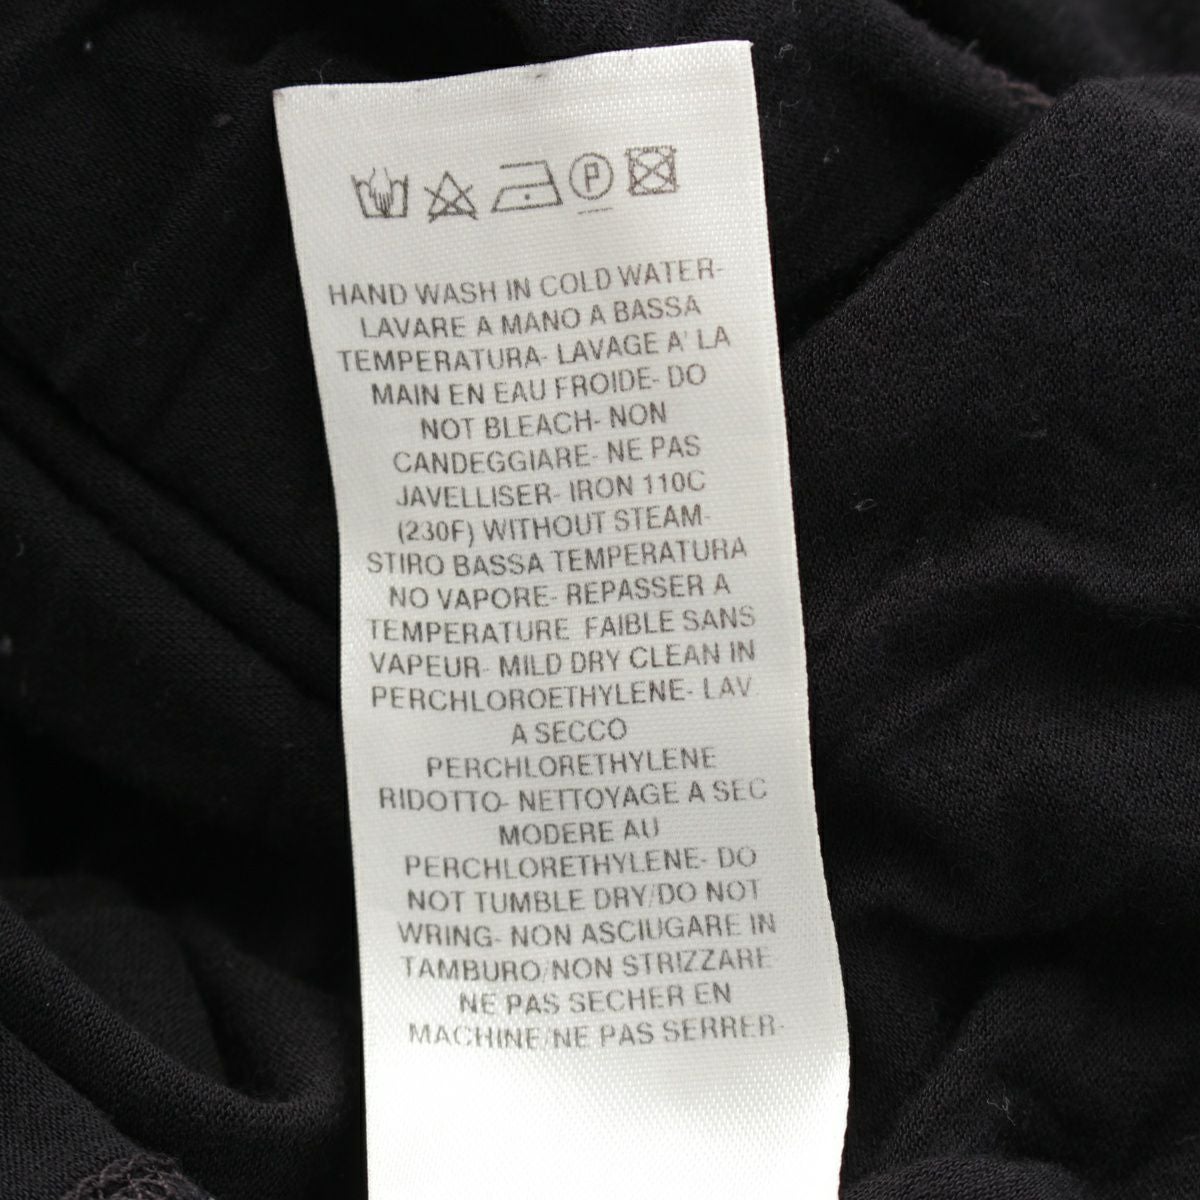 P
HAND WASH IN COLD WATER-
LAVARE A MANO A BASSA
TEMPERATURA- LAVAGE A' LA
MAIN EN EAU FROIDE- DO
NOT BLEACH- NON
CANDEGGIARE- NE PAS
JAVELLISER- IRON 110C
(230F) WITHOUT STEAM-
STIRO BASSA TEMPERATURA
NO VAPORE- REPASSER A
TEMPERATURE FAIBLE SANS
VAPEUR- MILD DRY CLEAN IN
PERCHLOROETHYLENE- LAV.
A SECCO
PERCHLORETHYLENE
RIDOTTO- NETTOYAGE A SEC
MODERE AU
PERCHLORETHYLENE- DO
NOT TUMBLE DRY/DO NOT
WRING- NON ASCIUGARE IN
TAMBURO/NON STRIZZARE
NE PAS SECHER EN
MACHINE/NE PAS SERRER-